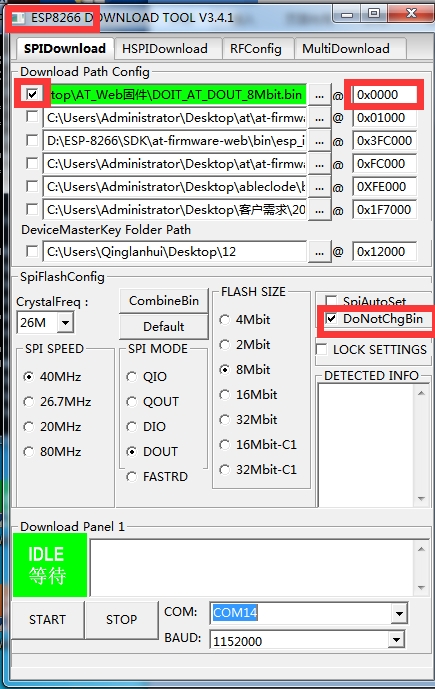 ESP8266 DOWNLOAD TOOL V3.4.1
SPIDownload HSPIDownload RFConfig MultiDownload
Download Path Config
top\AT_Web固件\DOIT_AT_DOUT_8Mbit.bin ... @ 0x0000
C:\Users\Administrator\Desktop\at\at-firmw ... @ 0x01000
D:\ESP-8266\SDK\at-firmware-web\bin\esp_i ... @ 0x3FC000
C:\Users\Administrator\Desktop\at\at-firmw ... @ 0xFC000
C:\Users\Administrator\Desktop\ableclode\b ... @ 0XFE000
C:\Users\Administrator\Desktop\客户需求\20 ... @ 0x1F7000
DeviceMasterKey Folder Path
C:\Users\Qinglanhui\Desktop\12 ... @ 0x12000
SpiFlashConfig
CrystalFreq :
26M
CombineBin
Default
SPI SPEED
40MHz
26.7MHz
20MHz
80MHz
SPI MODE
QIO
QOUT
DIO
DOUT
FASTRD
FLASH SIZE
4Mbit
2Mbit
8Mbit
16Mbit
32Mbit
16Mbit-C1
32Mbit-C1
SpiAutoSet
DoNotChgBin
LOCK SETTINGS
DETECTED INFO
Download Panel 1
IDLE
等待
START STOP
COM: COM14
BAUD: 1152000